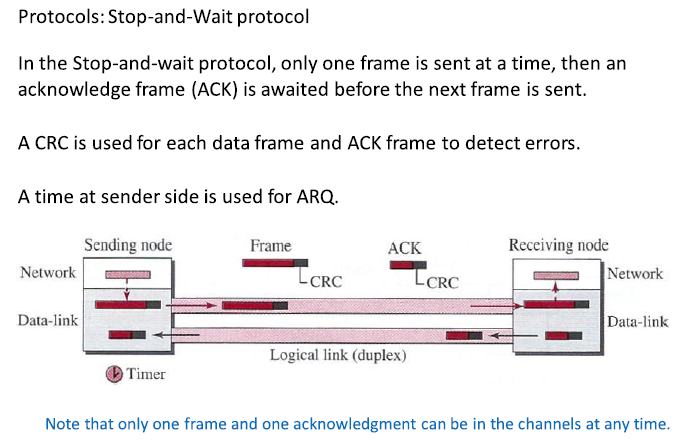 Protocols: Stop-and-Wait protocol
In the Stop-and-wait protocol, only one frame is sent at a time, then an
acknowledge frame (ACK) is awaited before the next frame is sent.
A CRC is used for each data frame and ACK frame to detect errors.
A time at sender side is used for ARQ.
Sending node
Frame
ACK
Receiving node
Network
CRC
CRC
Network
Data-link
Data-link
Logical link (duplex)
Timer
Note that only one frame and one acknowledgment can be in the channels at any time.